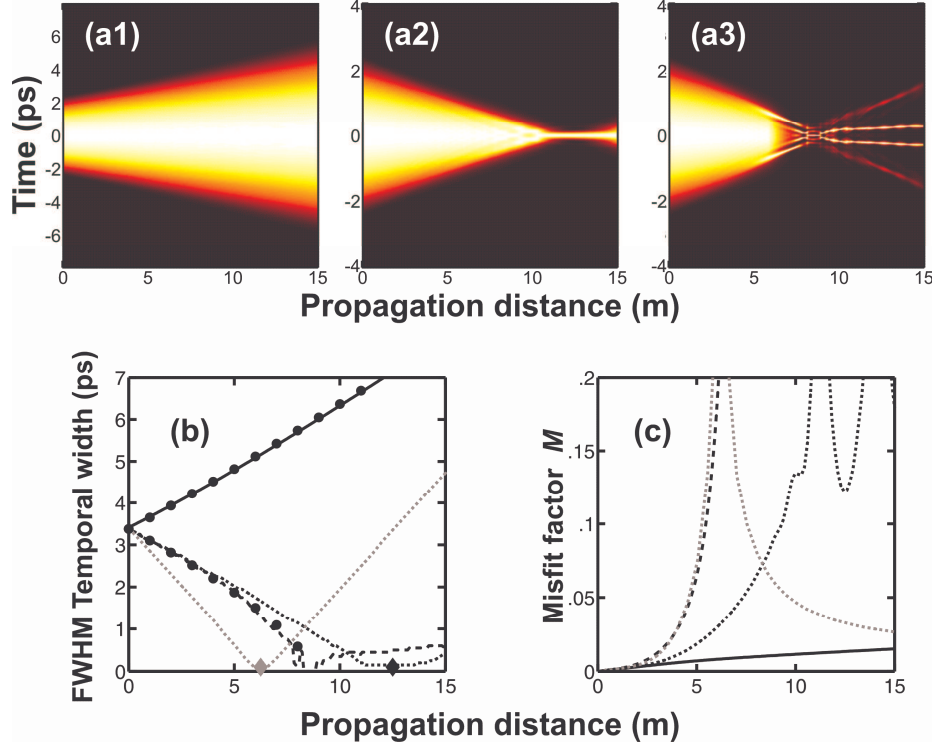 (a1) (a2) (a3)
Time (ps)
6 4 2 0 -2 -4 -6
4 2 0 -2 -4
4 2 0 -2 -4
0 5 10 15
0 5 10 15
0 5 10 15
Propagation distance (m)
(b)
FWHM Temporal width (ps)
7 6 5 4 3 2 1 0
0 5 10 15
(c)
Misfit factor M
.2 .15 .1 .05 0
0 5 10 15
Propagation distance (m)